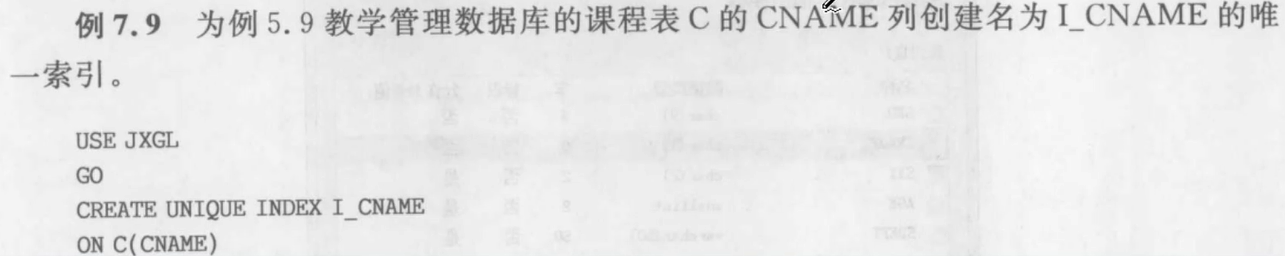 例 7.9 为例 5.9 教学管理数据库的课程表 C 的 CNAME 列创建名为 I_CNAME 的唯
一索引。
USE JXGL
GO
CREATE UNIQUE INDEX I_CNAME
ON C(CNAME)